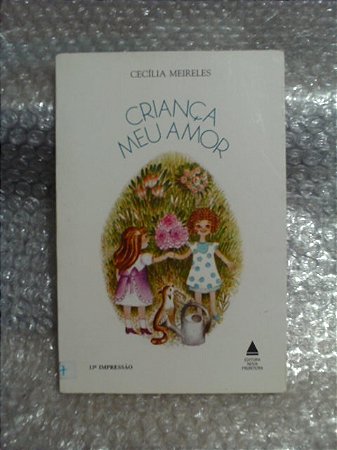 CECÍLIA MEIRELES
CRIANÇA
MEU AMOR
13ª IMPRESSÃO
EDITORA
NOVA
FRONTEIRA